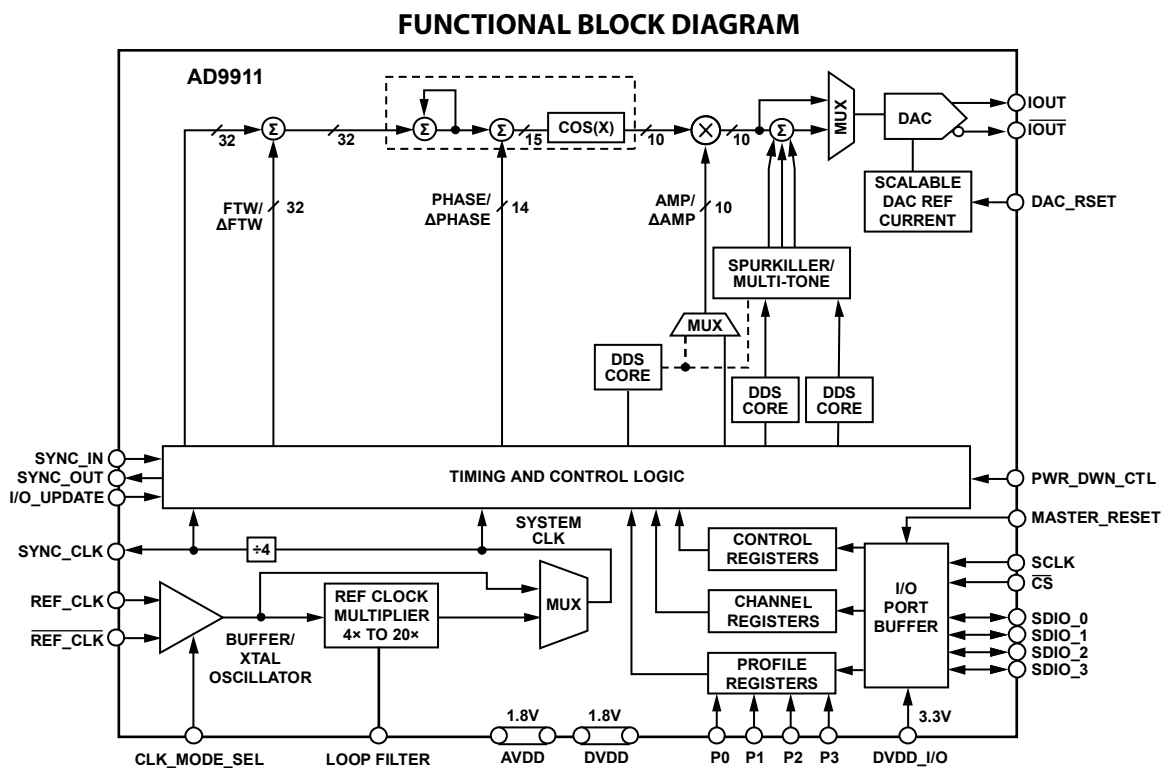 FUNCTIONAL BLOCK DIAGRAM
AD9911
32
Σ
32
Σ
Σ
15
COS(X)
10
×
10
Σ
MUX
DAC
IOUT
IOUT
SCALABLE
DAC REF
CURRENT
DAC_RSET
FTW/
ΔFTW
32
PHASE/
ΔPHASE
14
AMP/
ΔAMP
10
SPURKILLER/
MULTI-TONE
MUX
DDS
CORE
DDS
CORE
DDS
CORE
SYNC_IN
SYNC_OUT
I/O_UPDATE
TIMING AND CONTROL LOGIC
PWR_DWN_CTL
MASTER_RESET
SYNC_CLK
÷4
SYSTEM
CLK
REF_CLK
REF_CLK
BUFFER/
XTAL
OSCILLATOR
REF CLOCK
MULTIPLIER
4× TO 20×
MUX
CONTROL
REGISTERS
CHANNEL
REGISTERS
PROFILE
REGISTERS
I/O
PORT
BUFFER
SCLK
CS
SDIO_0
SDIO_1
SDIO_2
SDIO_3
1.8V
1.8V
3.3V
CLK_MODE_SEL
LOOP FILTER
AVDD
DVDD
P0
P1
P2
P3
DVDD_I/O